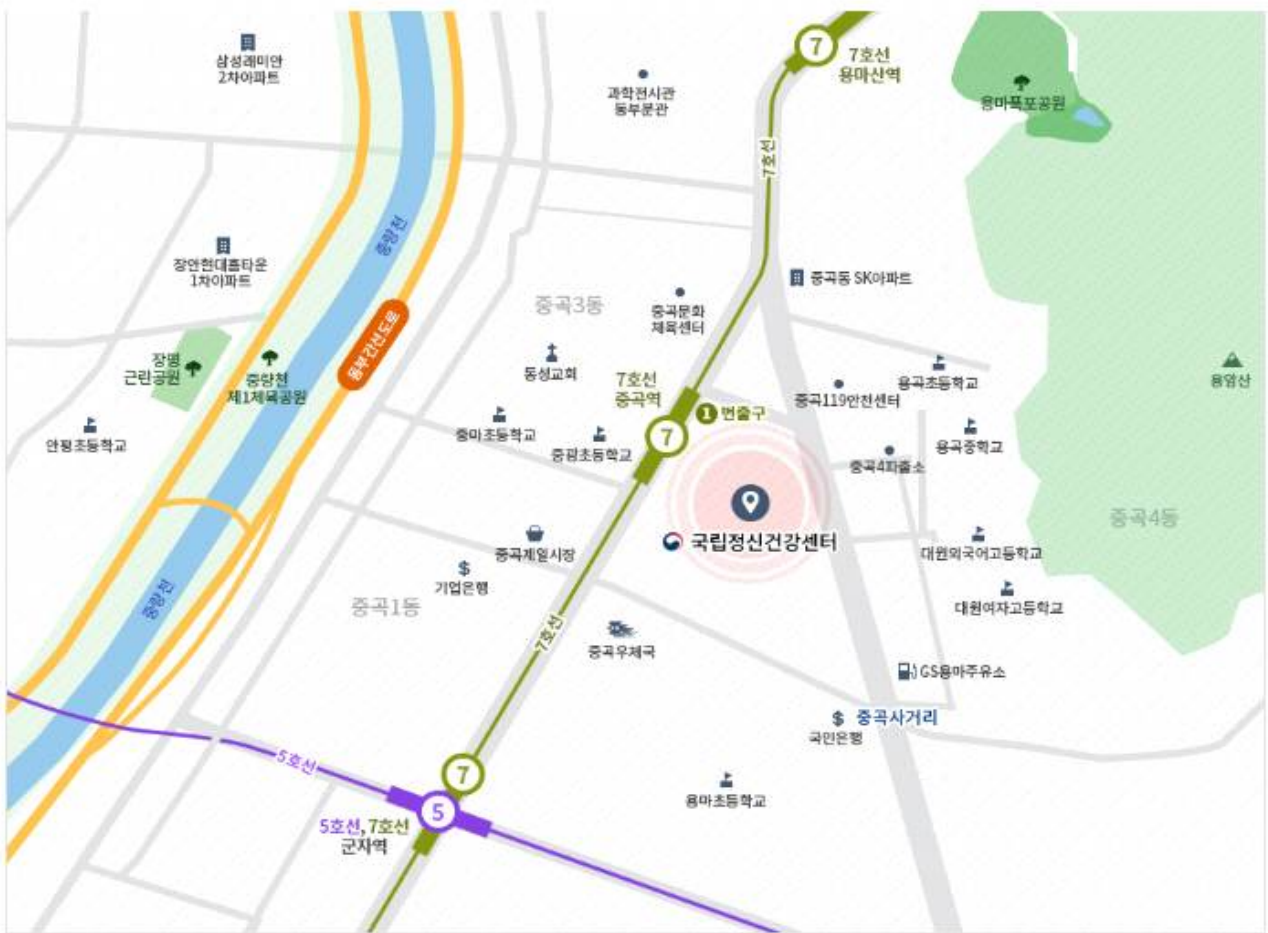 7
7호선
용마산역
삼성래미안
2차아파트
과학전시관
동부분관
용마폭포공원
7호선
중랑천
장안현대홈타운
1차아파트
중곡동 SK아파트
중곡3동
중곡문화
체육센터
동부간선도로
장평
근린공원
중랑천
제1체육공원
동성교회
7호선
중곡역
용곡초등학교
용암산
중곡119안전센터
1 번출구
7
안평초등학교
중마초등학교
중광초등학교
용곡중학교
중곡4파출소
중곡4동
국립정신건강센터
중곡제일시장
대원외국어고등학교
기업은행
중랑천
중곡1동
대원여자고등학교
7호선
중곡우체국
GS용마주유소
중곡사거리
국민은행
5호선
7
용마초등학교
5
5호선, 7호선
군자역